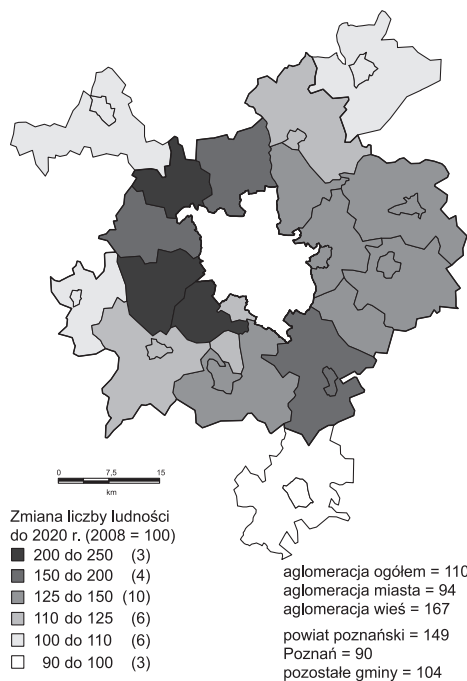 0 7,5 15
km
Zmiana liczby ludności
do 2020 r. (2008 = 100)
200 do 250 (3)
150 do 200 (4)
125 do 150 (10)
110 do 125 (6)
100 do 110 (6)
90 do 100 (3)
aglomeracja ogółem = 110
aglomeracja miasta = 94
aglomeracja wieś = 167
powiat poznański = 149
Poznań = 90
pozostałe gminy = 104